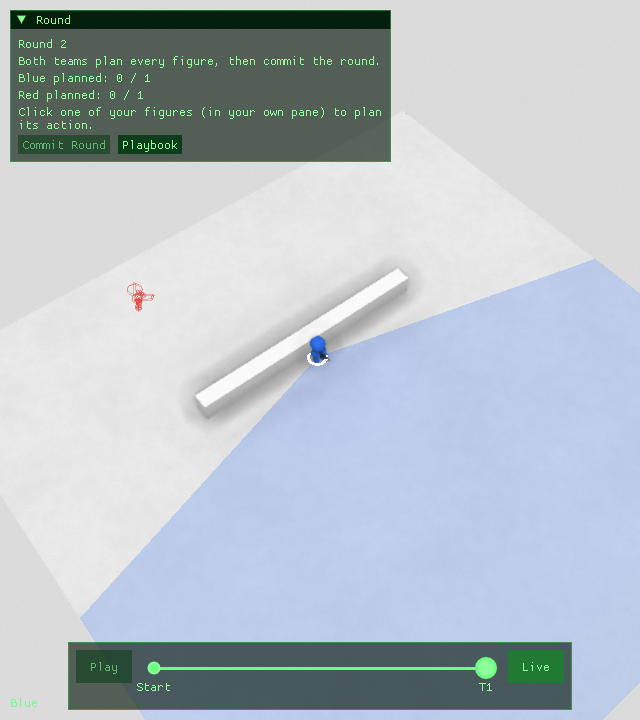 Round
Round 2
Both teams plan every figure, then commit the round.
Blue planned: 0 / 1
Red planned: 0 / 1
Click one of your figures (in your own pane) to plan
its action.
Commit Round Playbook
Play
Live
Start
T1
Blue